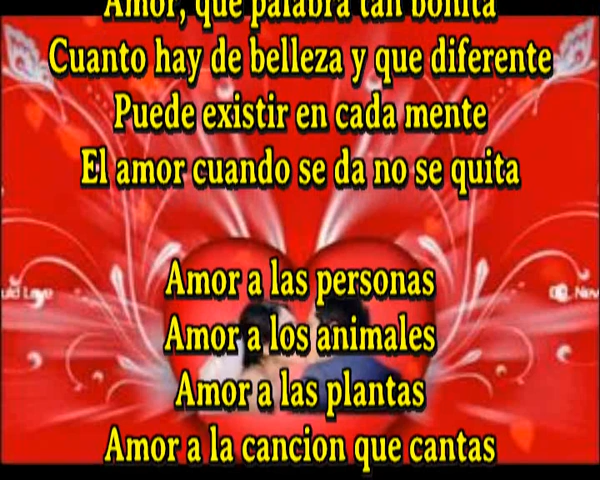 Amor, que palabra tan bonita
Cuanto hay de belleza y que diferente
Puede existir en cada mente
El amor cuando se da no se quita
Amor a las personas
Amor a los animales
Amor a las plantas
Amor a la cancion que cantas